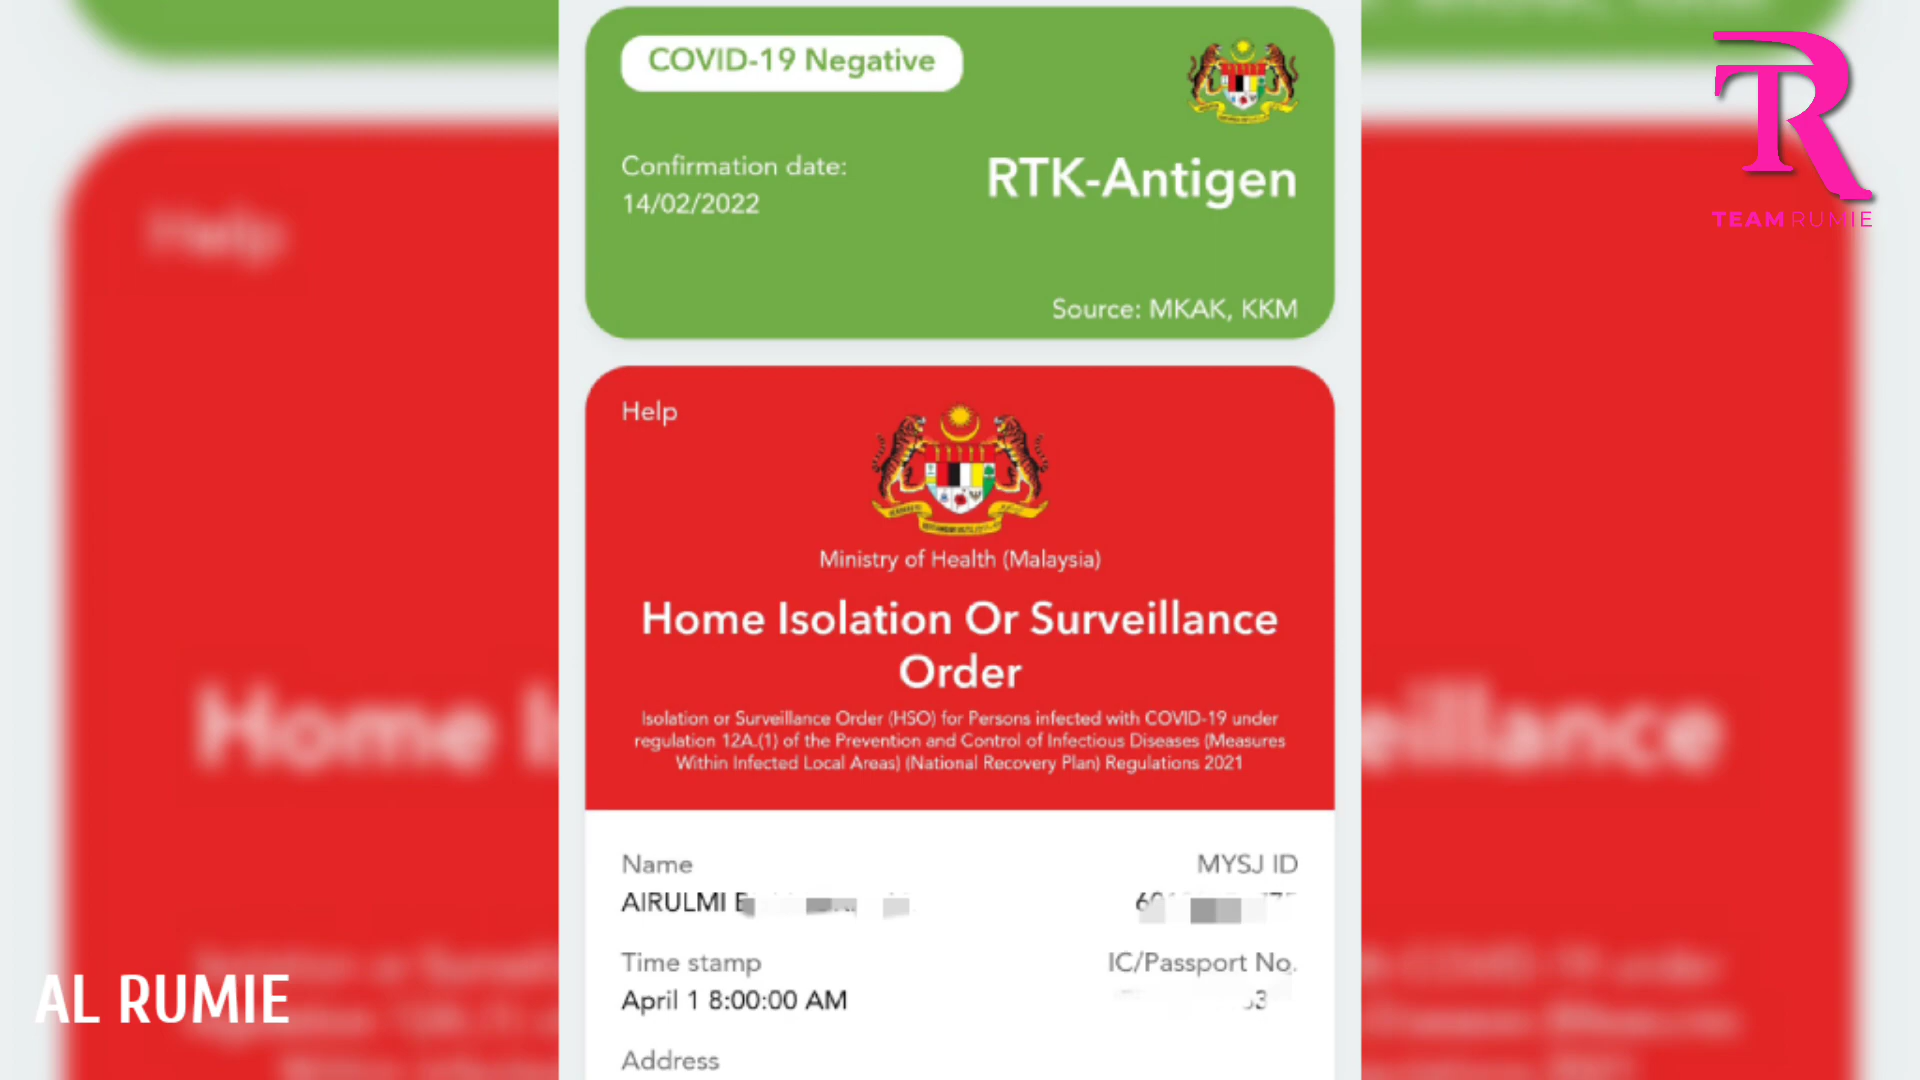 COVID-19 Negative
Confirmation date:
14/02/2022
RTK-Antigen
Source: MKAK, KKM
TEAM RUMIE
Help
Help
Ministry of Health (Malaysia)
Home Isolation Or Surveillance
Order
Isolation or Surveillance Order (HSO) for Persons infected with COVID-19 under
regulation 12A.(1) of the Prevention and Control of Infectious Diseases (Measures
Within Infected Local Areas) (National Recovery Plan) Regulations 2021
Name
MYSJ ID
AIRULMI
Time stamp
IC/Passport No.
April 1 8:00:00 AM
Address
AL RUMIE